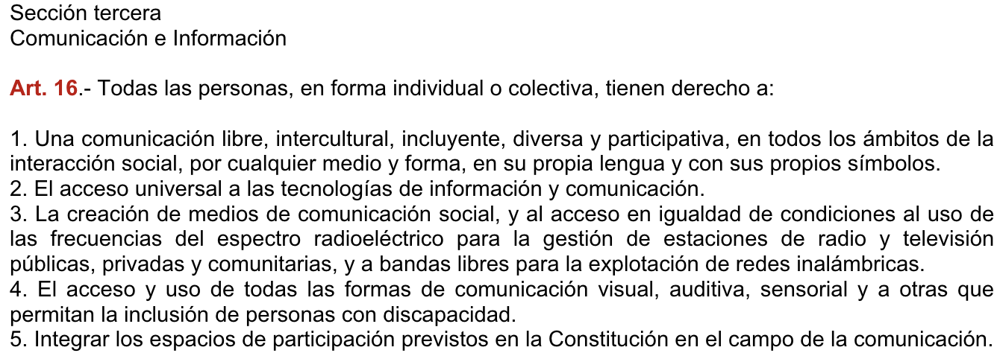 Sección tercera
Comunicación e Información
Art. 16.- Todas las personas, en forma individual o colectiva, tienen derecho a:
1. Una comunicación libre, intercultural, incluyente, diversa y participativa, en todos los ámbitos de la
interacción social, por cualquier medio y forma, en su propia lengua y con sus propios símbolos.
2. El acceso universal a las tecnologías de información y comunicación.
3. La creación de medios de comunicación social, y al acceso en igualdad de condiciones al uso de
las frecuencias del espectro radioeléctrico para la gestión de estaciones de radio y televisión
públicas, privadas y comunitarias, y a bandas libres para la explotación de redes inalámbricas.
4. El acceso y uso de todas las formas de comunicación visual, auditiva, sensorial y a otras que
permitan la inclusión de personas con discapacidad.
5. Integrar los espacios de participación previstos en la Constitución en el campo de la comunicación.